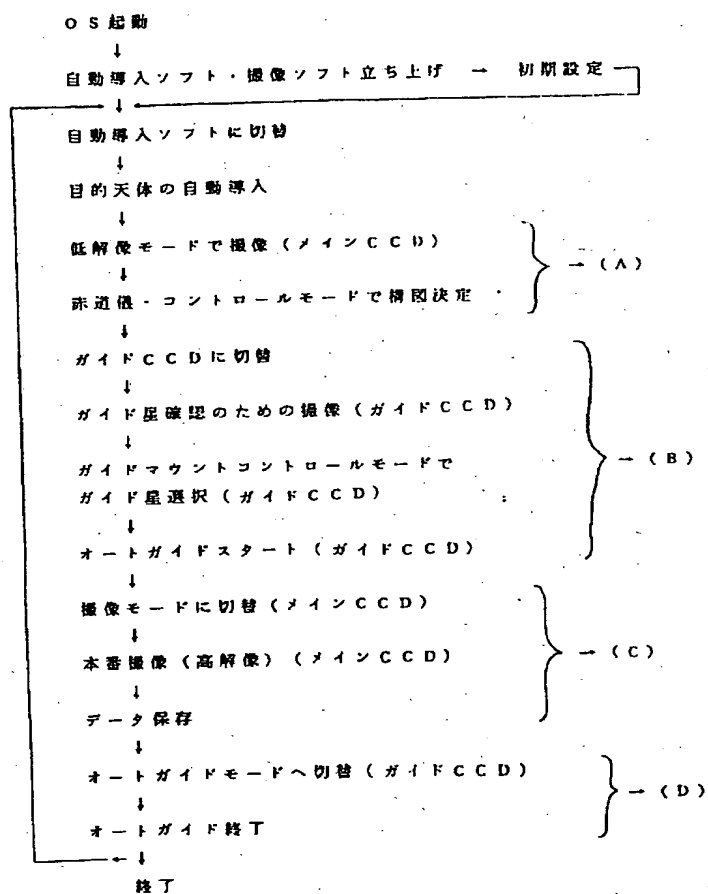 OS起動
↓
自動導入ソフト・撮像ソフト立ち上げ → 初期設定
↓
自動導入ソフトに切替
↓
目的天体の自動導入
↓
低解像モードで撮像(メインCCD)
↓
赤道儀・コントロールモードで構図決定
→(A)
↓
ガイドCCDに切替
↓
ガイド星確認のための撮像(ガイドCCD)
↓
ガイドマウントコントロールモードで
ガイド星選択(ガイドCCD)
→(B)
↓
オートガイドスタート(ガイドCCD)
↓
撮像モードに切替(メインCCD)
↓
本番撮像(高解像)(メインCCD)
→(C)
↓
データ保存
↓
オートガイドモードへ切替(ガイドCCD)
→(D)
↓
オートガイド終了
←↓
終了